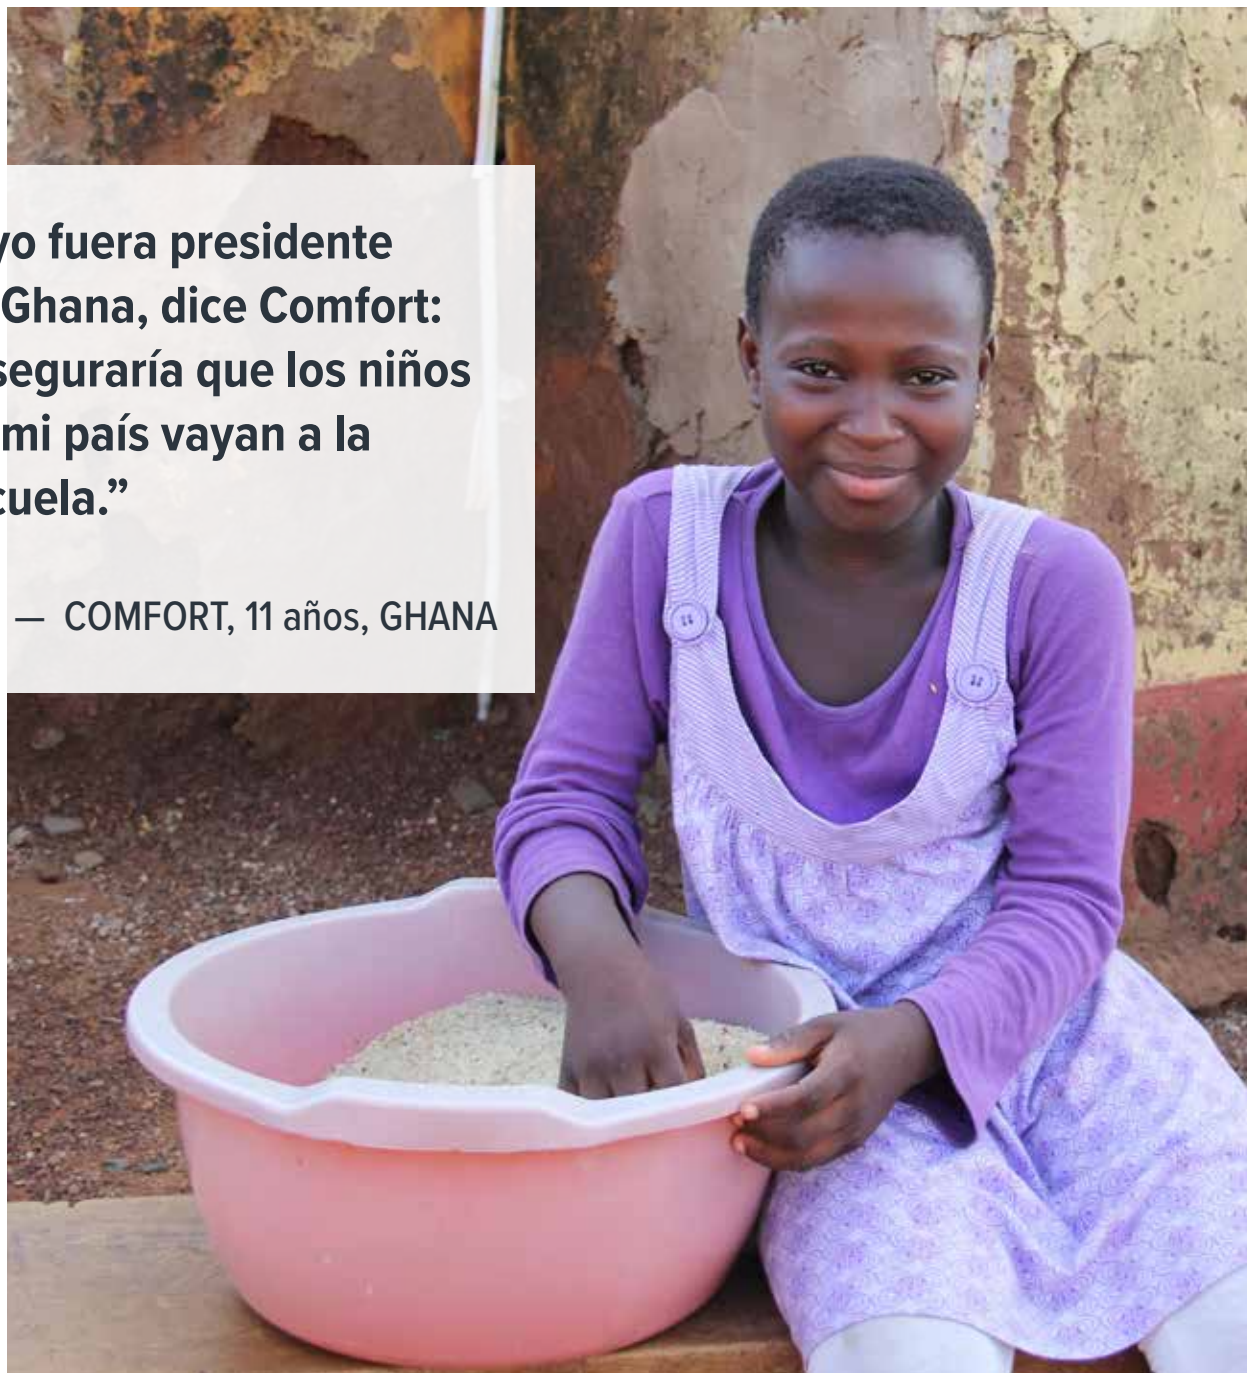 yo fuera presidente
Ghana, dice Comfort:
seguraría que los niños
mi país vayan a la
cuela.”
— COMFORT, 11 años, GHANA